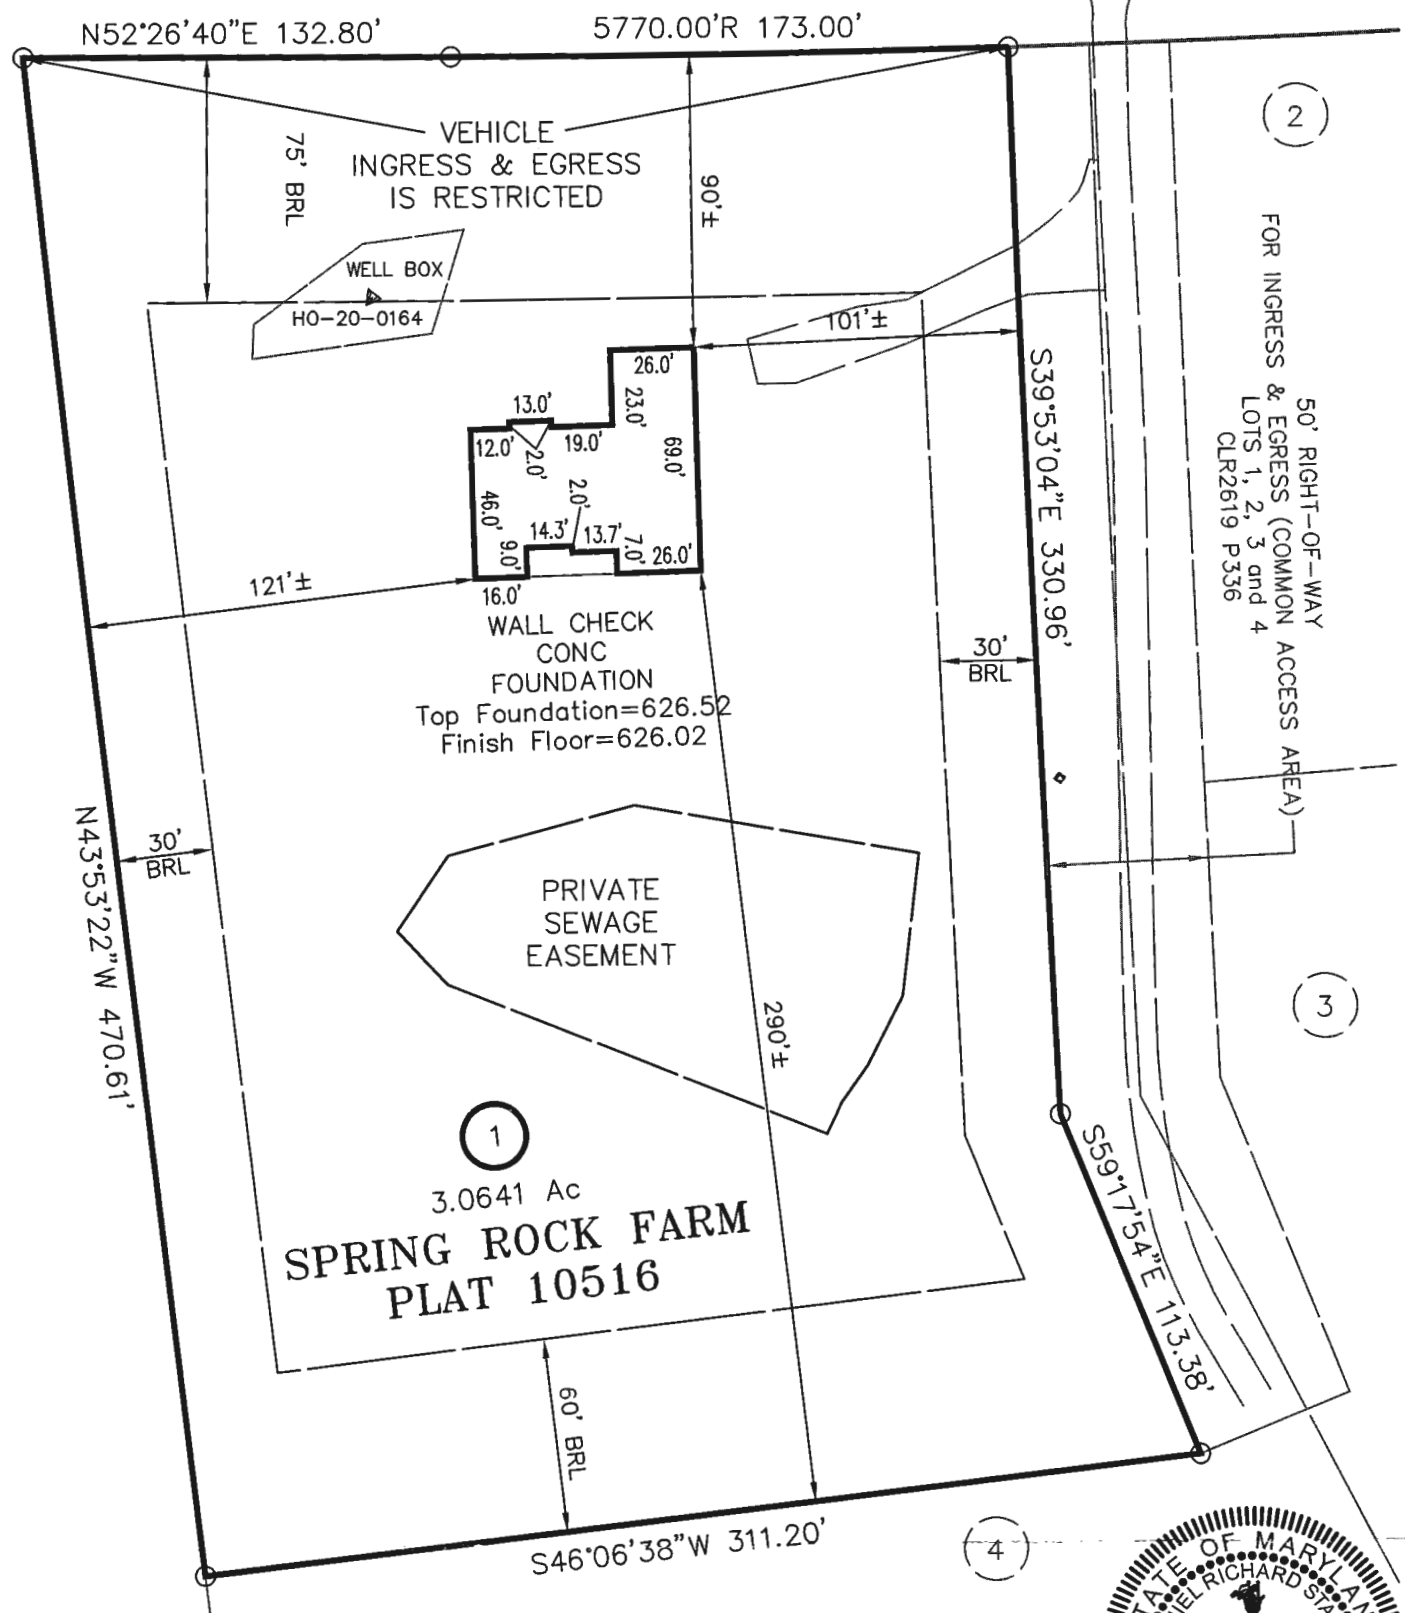 N52°26'40"E 132.80'
5770.00'R 173.00'
VEHICLE
INGRESS & EGRESS
IS RESTRICTED
75' BRL
90'±
2
WELL BOX
HO-20-0164
101'±
26.0'
23.0'
69.0'
13.0'
12.0'
2.0'
19.0'
46.0'
2.0'
14.3'
13.7'
9.0'
7.0'
26.0'
16.0'
121'±
WALL CHECK
CONC
FOUNDATION
Top Foundation=626.52
Finish Floor=626.02
S39°53'04"E 330.96'
50' RIGHT-OF-WAY
FOR INGRESS & EGRESS (COMMON ACCESS AREA)
LOTS 1, 2, 3 and 4
CLR2619 P336
30'
BRL
30'
BRL
N43°53'22"W 470.61'
PRIVATE
SEWAGE
EASEMENT
290'±
3
1
3.0641 Ac
SPRING ROCK FARM
PLAT 10516
S59°17'54"E 113.38'
60' BRL
S46°06'38"W 311.20'
4
OF MARYLAN
RICHARD